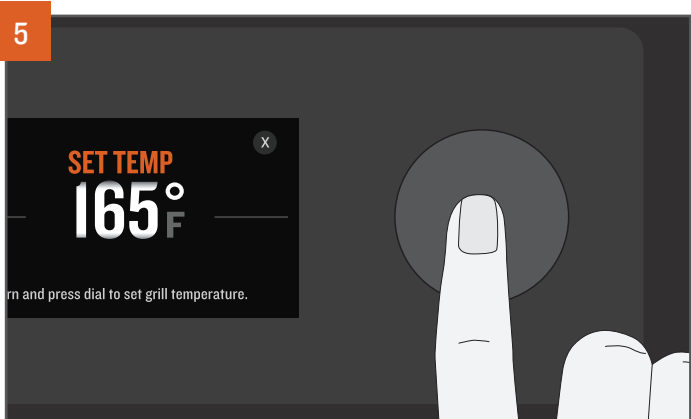 5
X
SET TEMP
165°F
rn and press dial to set grill temperature.